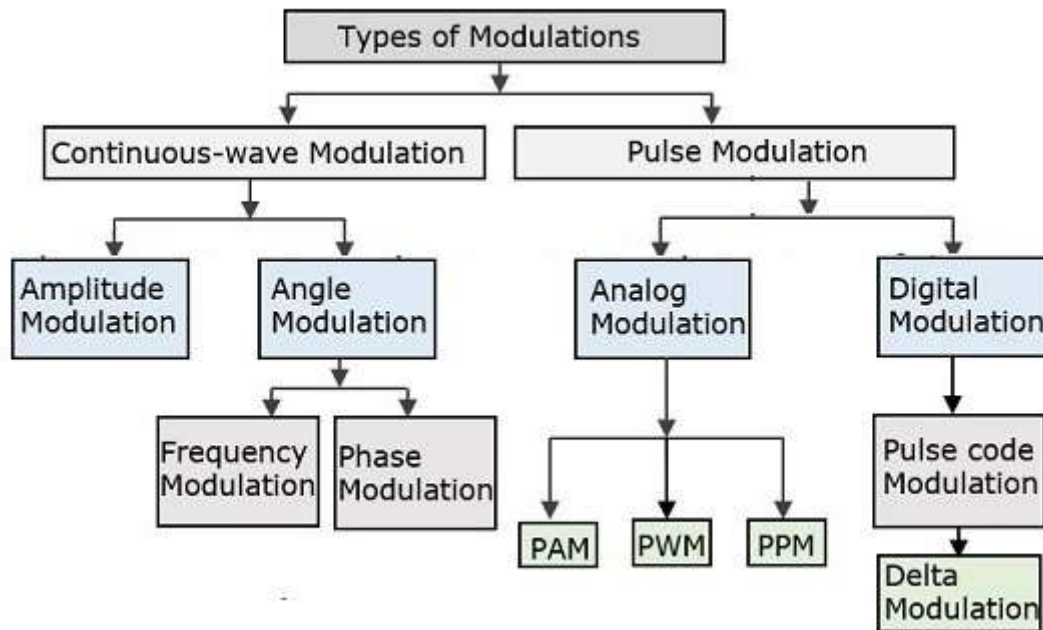 Types of Modulations
Continuous-wave Modulation
Pulse Modulation
Amplitude
Modulation
Angle
Modulation
Analog
Modulation
Digital
Modulation
Frequency
Modulation
Phase
Modulation
Pulse code
Modulation
PAM
PWM
PPM
Delta
Modulation